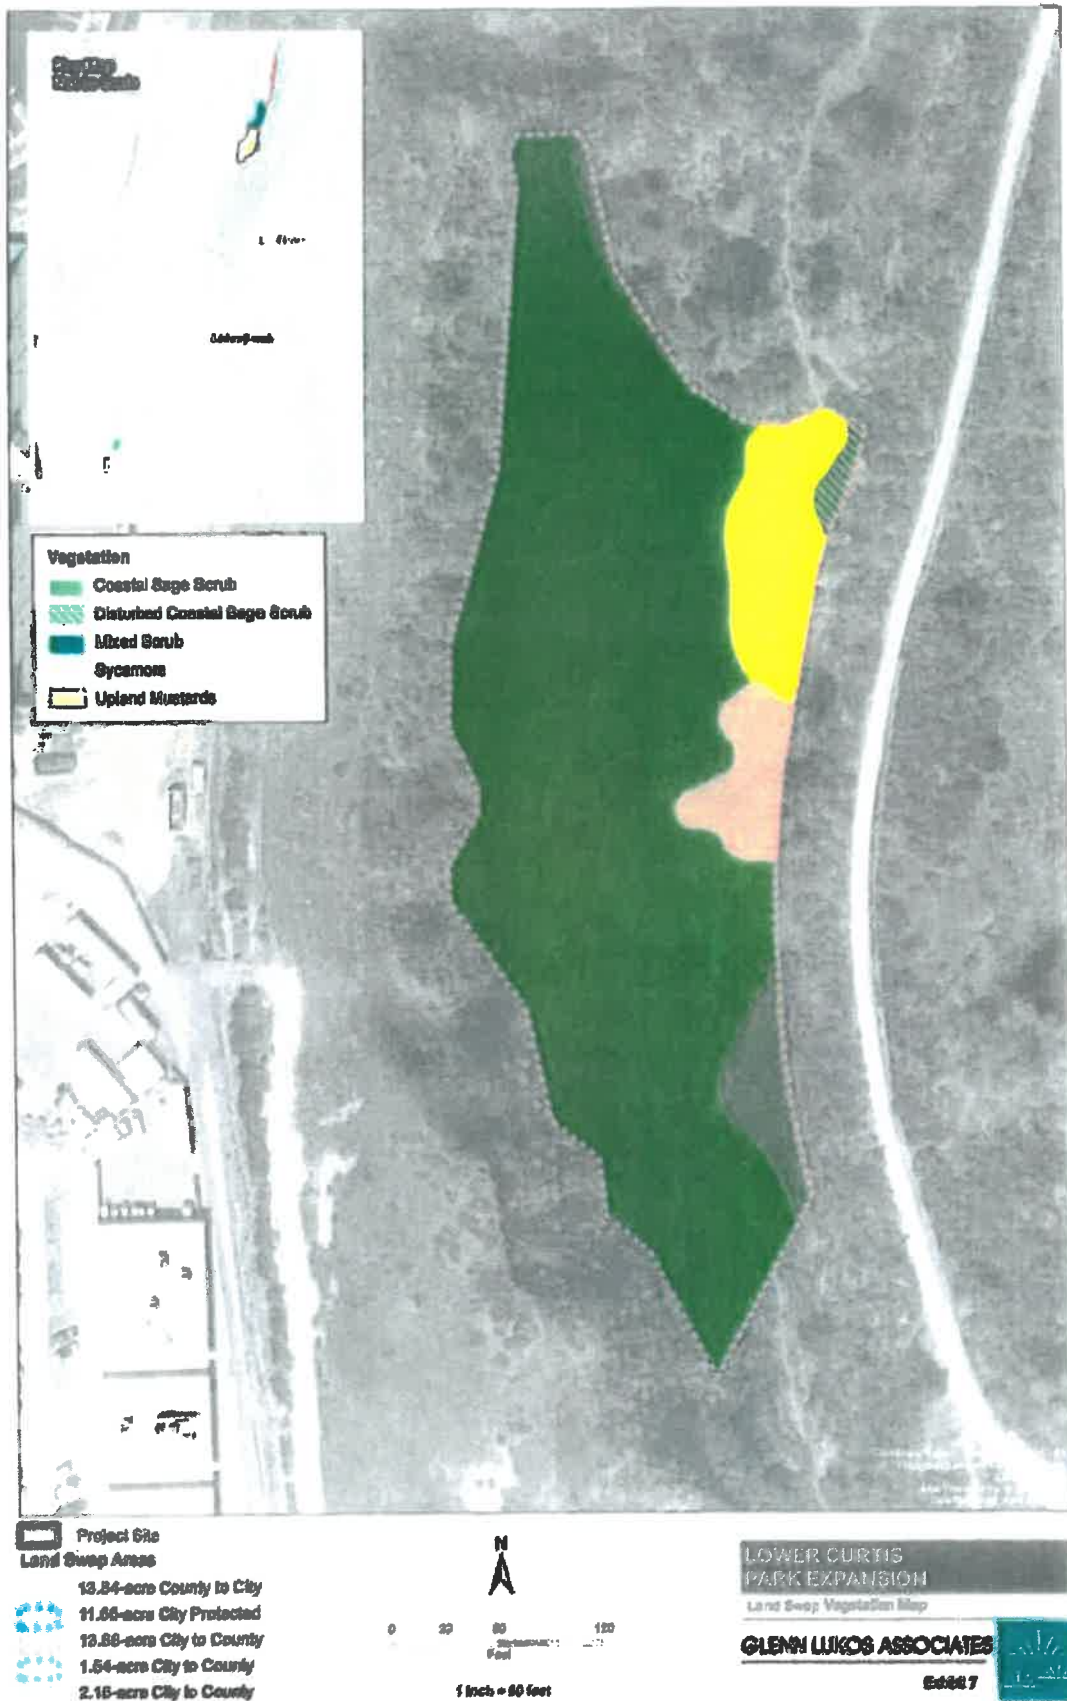 Vegetation
Coastal Sage Scrub
Disturbed Coastal Sage Scrub
Mixed Scrub
Sycamore
Upland Mustards
Project Site
Land Swap Areas
13.84-acre County to City
11.66-acre City Protected
13.86-acre City to County
1.54-acre City to County
2.16-acre City to County
N
0
120
Feet
1 inch = 60 feet
LOWER CURTIS
PARK EXPANSION
Land Swap Vegetation Map
GLENN LUKOS ASSOCIATES